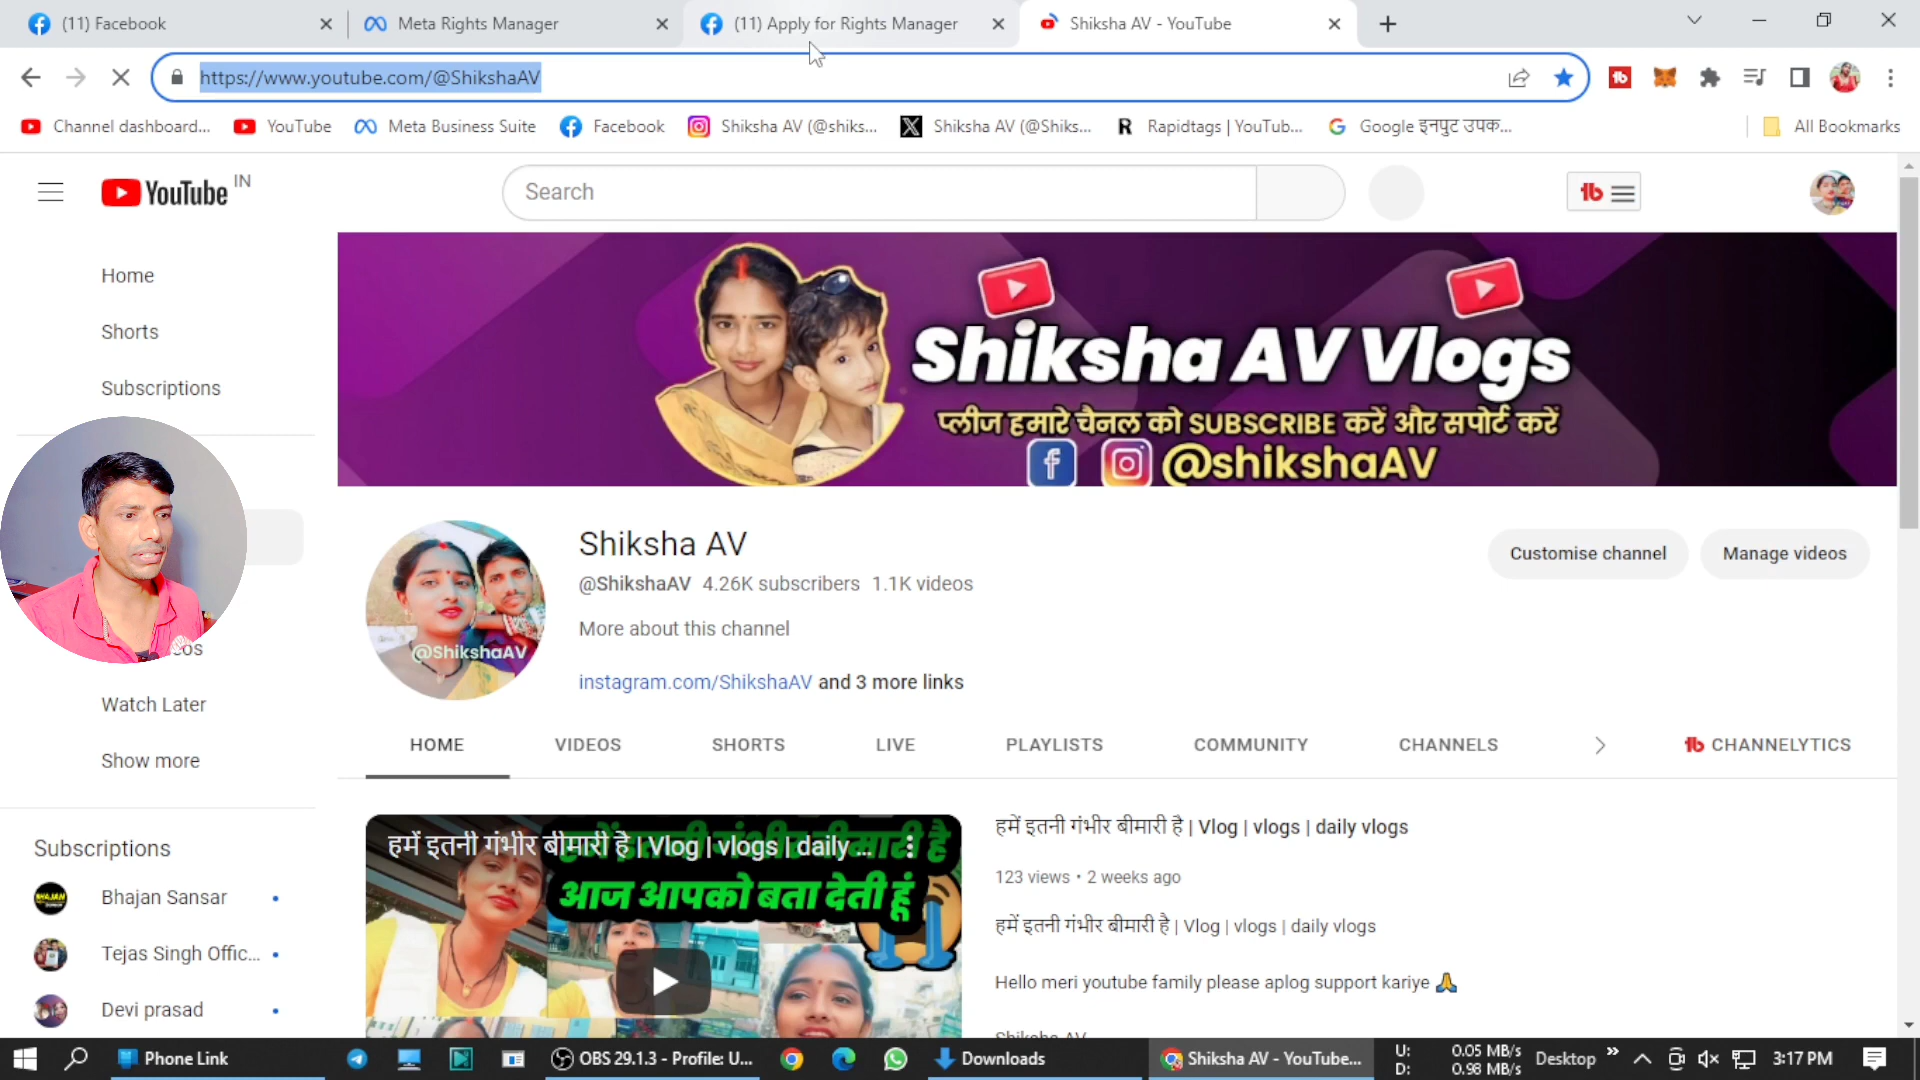 (11) Facebook
Meta Rights Manager
(11) Apply for Rights Manager
Shiksha AV - YouTube
https://www.youtube.com/@ShikshaAV
Channel dashboard...
YouTube
Meta Business Suite
Facebook
Shiksha AV (@shiks...
Shiksha AV (@Shiks...
Rapidtags | YouTub...
Google इनपुट उपक...
All Bookmarks
YouTube IN
Search
Home
Shorts
Subscriptions
Shiksha AV Vlogs
प्लीज हमारे चैनल को SUBSCRIBE करें और सपोर्ट करें
@shikshaAV
@ShikshaAV
Shiksha AV
@ShikshaAV 4.26K subscribers 1.1K videos
More about this channel
instagram.com/ShikshaAV and 3 more links
Customise channel
Manage videos
Watch Later
Show more
HOME
VIDEOS
SHORTS
LIVE
PLAYLISTS
COMMUNITY
CHANNELS
CHANNELYTICS
Subscriptions
Bhajan Sansar
Tejas Singh Offic...
Devi prasad
हमें इतनी गंभीर बीमारी है | Vlog | vlogs | daily ...
आज आपको बता देती हूं
हमें इतनी गंभीर बीमारी है | Vlog | vlogs | daily vlogs
123 views • 2 weeks ago
हमें इतनी गंभीर बीमारी है | Vlog | vlogs | daily vlogs
Hello meri youtube family please aplog support kariye 🙏
Shiksha AV
Phone Link
OBS 29.1.3 - Profile: U...
Downloads
Shiksha AV - YouTube...
U: 0.05 MB/s
D: 0.98 MB/s
Desktop
3:17 PM